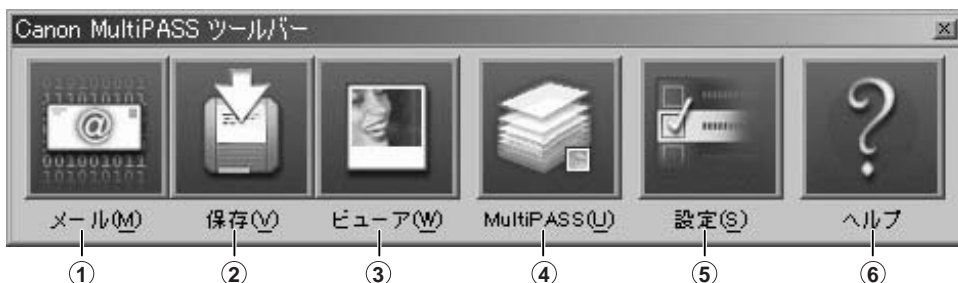 Canon MultiPASS ツールバー
@
メール(M) 保存(V) ビューア(W) MultiPASS(U) 設定(S) ヘルプ
① ② ③ ④ ⑤ ⑥